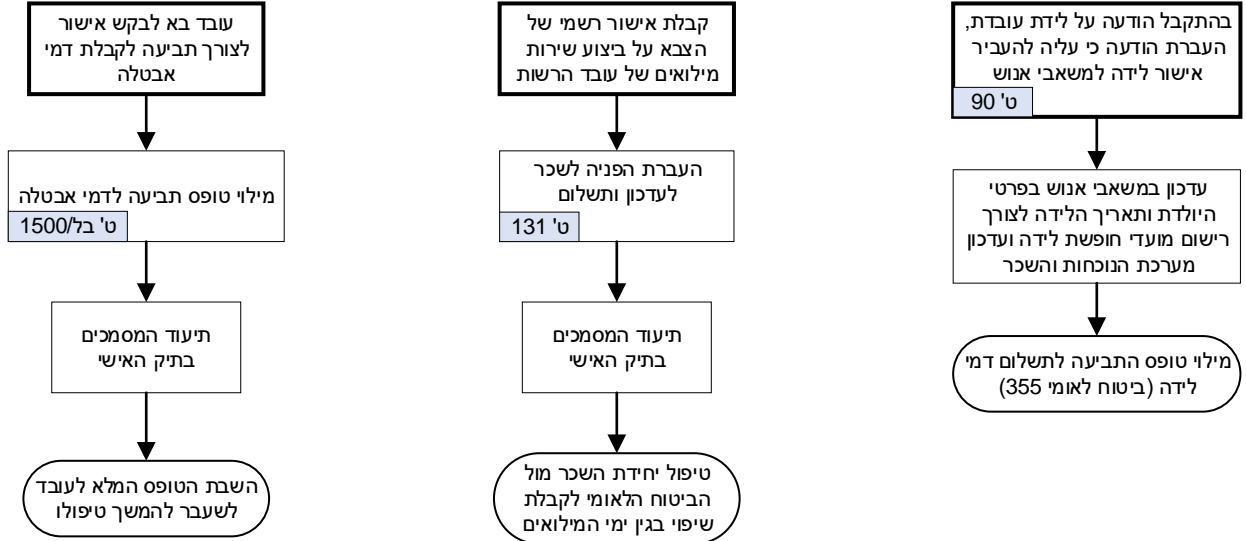 בהתקבל הודעה על לידת עובדת,
העברת הודעה כי עליה להעביר
אישור לידה למשאבי אנוש
ט' 90
עדכון במשאבי אנוש בפרטי
היולדת ותאריך הלידה לצורך
רישום מועדי חופשת לידה ועדכון
מערכת הנוכחות והשכר
מילוי טופס התביעה לתשלום דמי
לידה (ביטוח לאומי 355)
קבלת אישור רשמי של
הצבא על ביצוע שירות
מילואים של עובד הרשות
העברת הפניה לשכר
לעדכון ותשלום
ט' 131
תיעוד המסמכים
בתיק האישי
טיפול יחידת השכר מול
הביטוח הלאומי לקבלת
שיפוי בגין ימי המילואים
עובד בא לבקש אישור
לצורך תביעה לקבלת דמי
אבטלה
מילוי טופס תביעה לדמי אבטלה
ט' בל/1500
תיעוד המסמכים
בתיק האישי
השבת הטופס המלא לעובד
לשעבר להמשך טיפולו